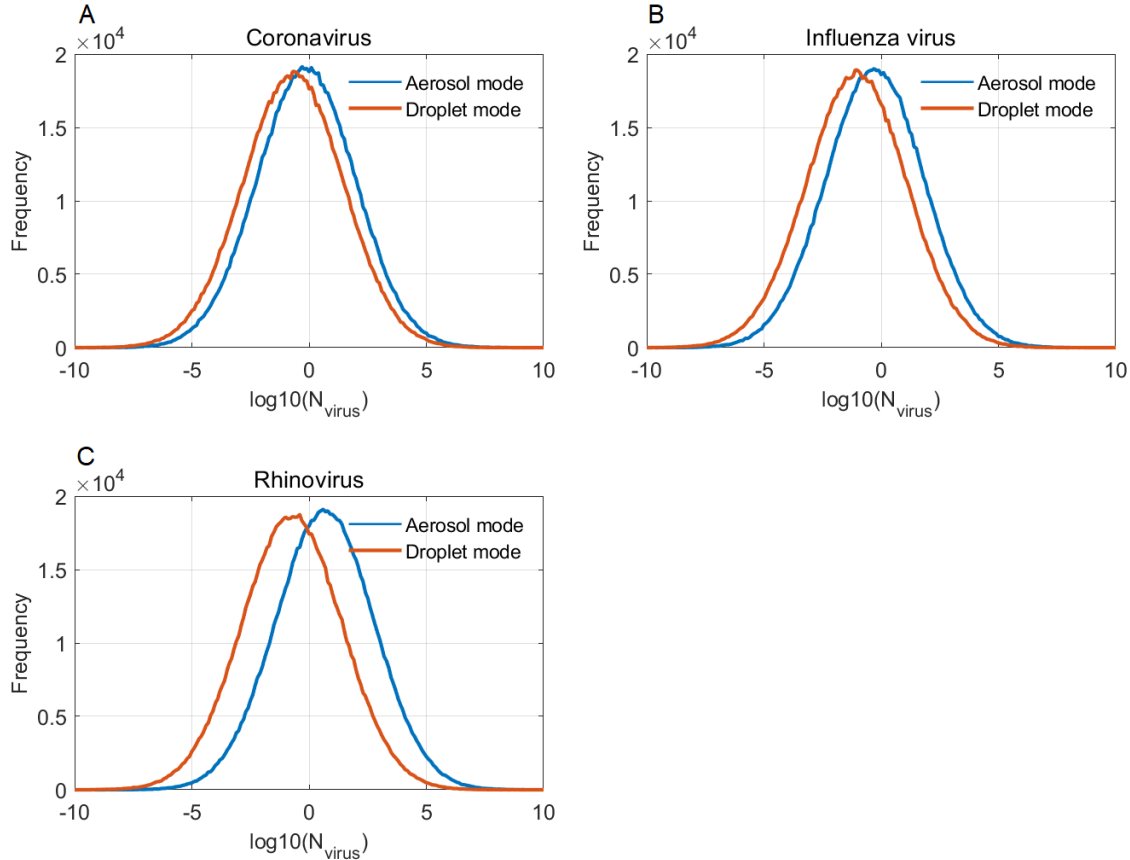 A
Coronavirus
×10^4
2
1.5
1
0.5
0
Frequency
-10
-5
0
5
10
log10(N_virus)
Aerosol mode
Droplet mode
B
Influenza virus
×10^4
2
1.5
1
0.5
0
Frequency
-10
-5
0
5
10
log10(N_virus)
Aerosol mode
Droplet mode
C
Rhinovirus
×10^4
2
1.5
1
0.5
0
Frequency
-10
-5
0
5
10
log10(N_virus)
Aerosol mode
Droplet mode